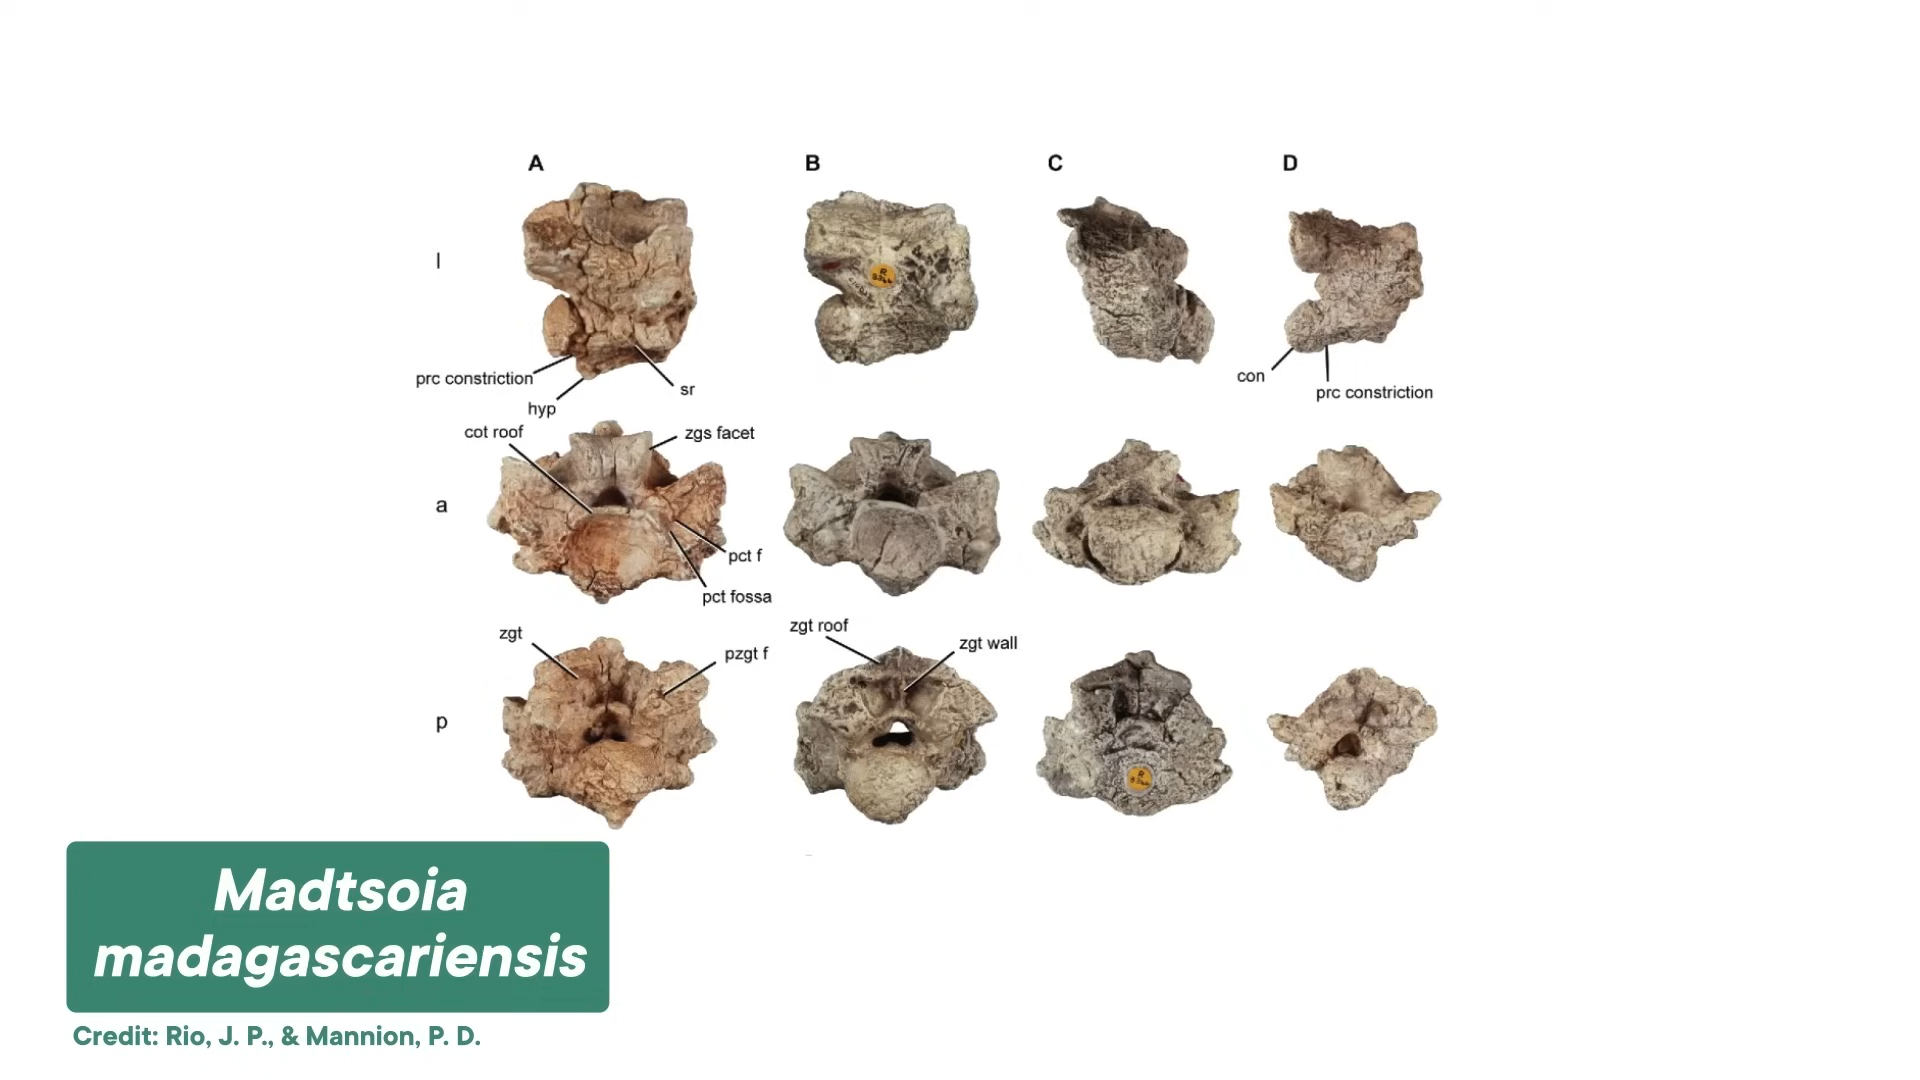 A B C D
l
prc constriction
hyp
sr
con
prc constriction
cot roof
zgs facet
a
pct f
pct fossa
zgt
pzgt f
zgt roof
zgt wall
p
Madtsoia
madagascariensis
Credit: Rio, J. P., & Mannion, P. D.